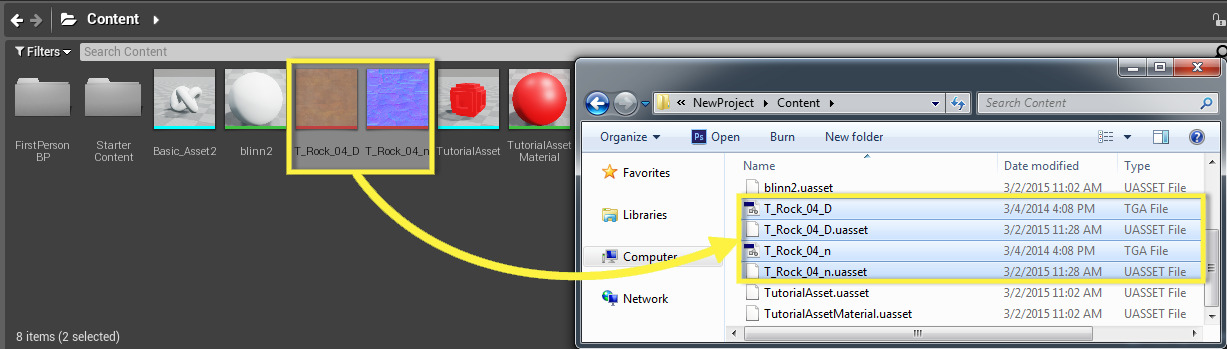 Content
Filters
Search Content
FirstPerson
BP
Starter
Content
Basic_Asset2
blinn2
T_Rock_04_D
T_Rock_04_n
TutorialAsset
TutorialAsset
Material
8 items (2 selected)
« NewProject Content
Search Content
Organize
Ps Open
Burn
New folder
Favorites
Libraries
Computer
Network
Name Date modified Type
blinn2.uasset 3/2/2015 11:02 AM UASSET File
T_Rock_04_D 3/4/2014 4:08 PM TGA File
T_Rock_04_D.uasset 3/2/2015 11:28 AM UASSET File
T_Rock_04_n 3/4/2014 4:08 PM TGA File
T_Rock_04_n.uasset 3/2/2015 11:28 AM UASSET File
TutorialAsset.uasset 3/2/2015 11:02 AM UASSET File
TutorialAssetMaterial.uasset 3/2/2015 11:02 AM UASSET File